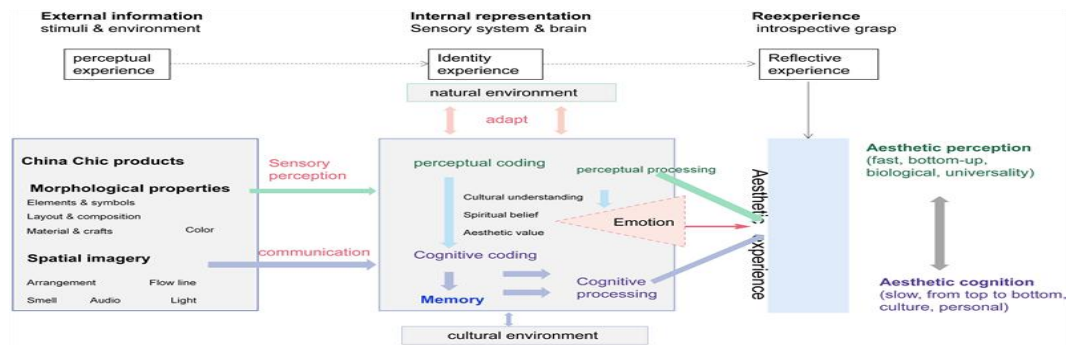 External information
stimuli & environment
Internal representation
Sensory system & brain
Reexperience
introspective grasp
perceptual
experience
Identity
experience
Reflective
experience
natural environment
adapt
China Chic products
Morphological properties
Elements & symbols
Layout & composition
Material & crafts
Color
Spatial imagery
Arrangement
Flow line
Smell
Audio
Light
Sensory
perception
communication
perceptual coding
perceptual processing
Cultural understanding
Spiritual belief
Aesthetic value
Emotion
Cognitive coding
Memory
Cognitive
processing
cultural environment
Aesthetic experience
Aesthetic perception
(fast, bottom-up,
biological, universality)
Aesthetic cognition
(slow, from top to bottom,
culture, personal)